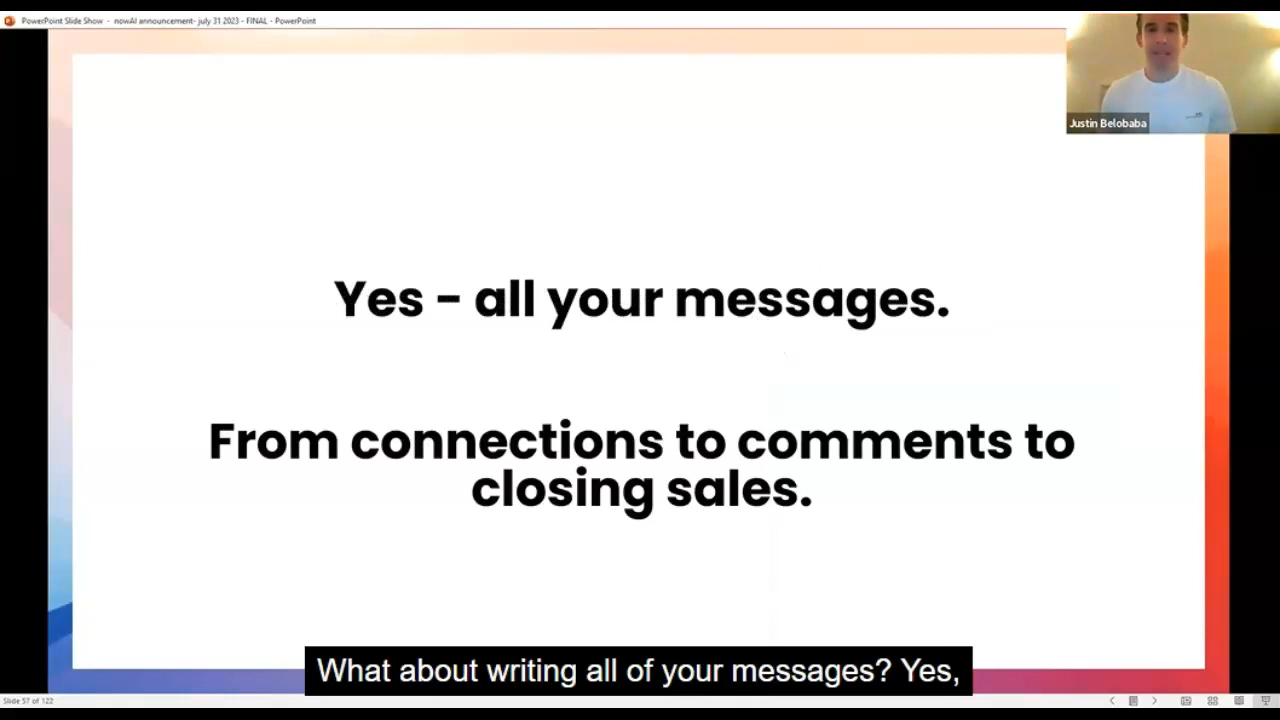 PowerPoint Slide Show - nowAI announcement- july 31 2023 - FINAL - PowerPoint
Justin Belobaba
Yes - all your messages.
From connections to comments to
closing sales.
What about writing all of your messages? Yes,
Slide 57 of 122